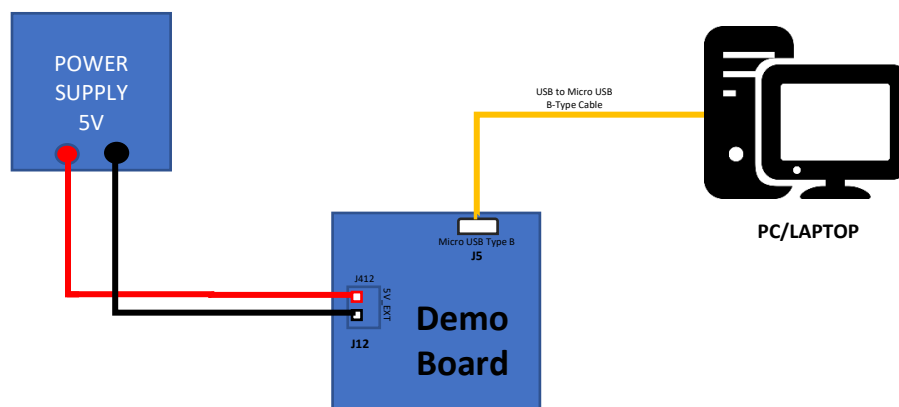 POWER
SUPPLY
5V
USB to Micro USB
B-Type Cable
PC/LAPTOP
Micro USB Type B
J5
J412
5V_EXT
J12
Demo
Board